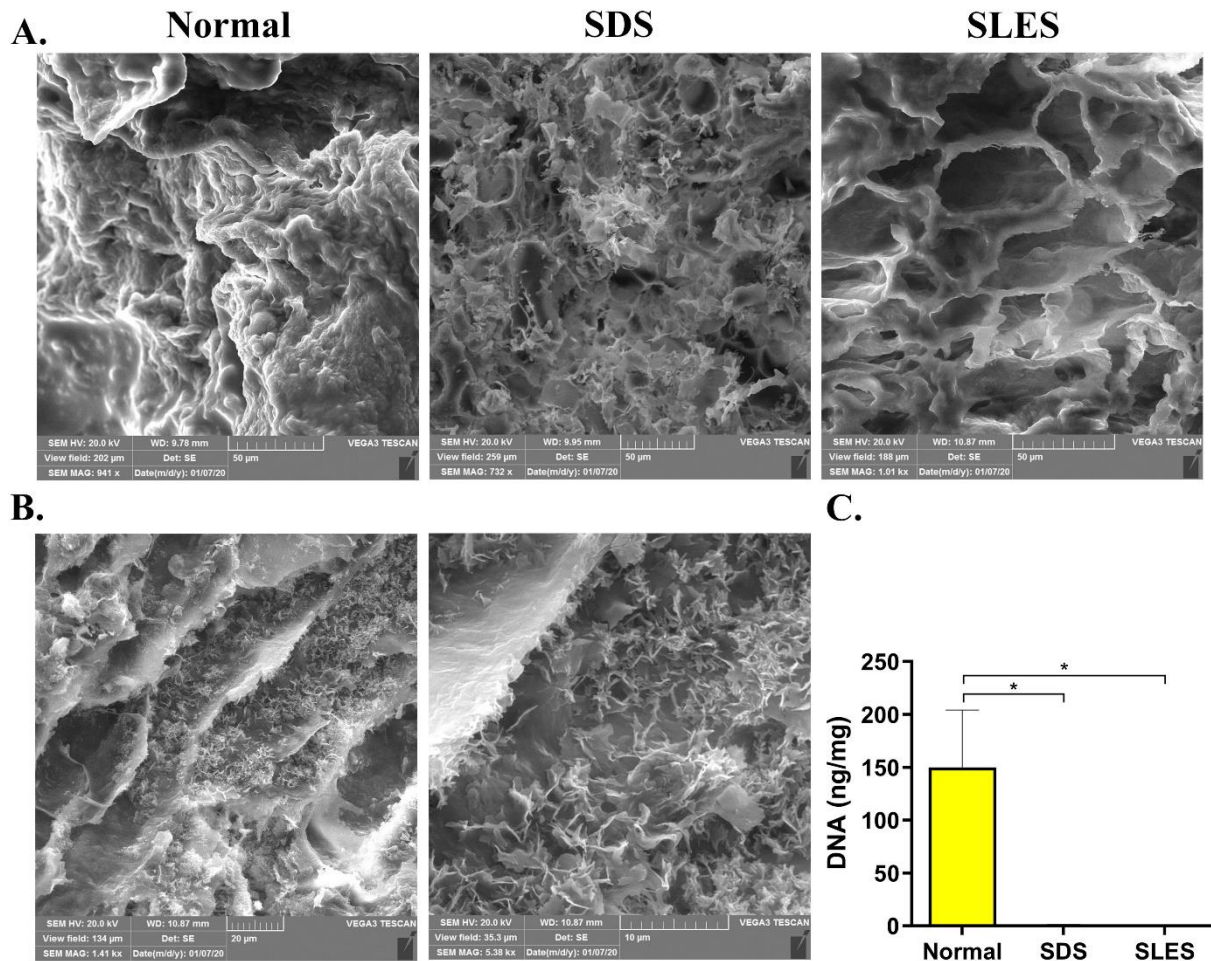 A.
Normal
SDS
SLES
SEM HV: 20.0 kV WD: 9.78 mm VEGA3 TESCAN
View field: 202 µm Det: SE 50 µm
SEM MAG: 941 x Date(m/d/y): 01/07/20
SEM HV: 20.0 kV WD: 9.95 mm VEGA3 TESCAN
View field: 259 µm Det: SE 50 µm
SEM MAG: 732 x Date(m/d/y): 01/07/20
SEM HV: 20.0 kV WD: 10.87 mm VEGA3 TESCAN
View field: 188 µm Det: SE 50 µm
SEM MAG: 1.01 kx Date(m/d/y): 01/07/20
B.
SEM HV: 20.0 kV WD: 10.87 mm VEGA3 TESCAN
View field: 134 µm Det: SE 20 µm
SEM MAG: 1.41 kx Date(m/d/y): 01/07/20
SEM HV: 20.0 kV WD: 10.87 mm VEGA3 TESCAN
View field: 35.3 µm Det: SE 10 µm
SEM MAG: 5.38 kx Date(m/d/y): 01/07/20
C.
DNA (ng/mg)
250
200
150
100
50
0
*
*
Normal SDS SLES